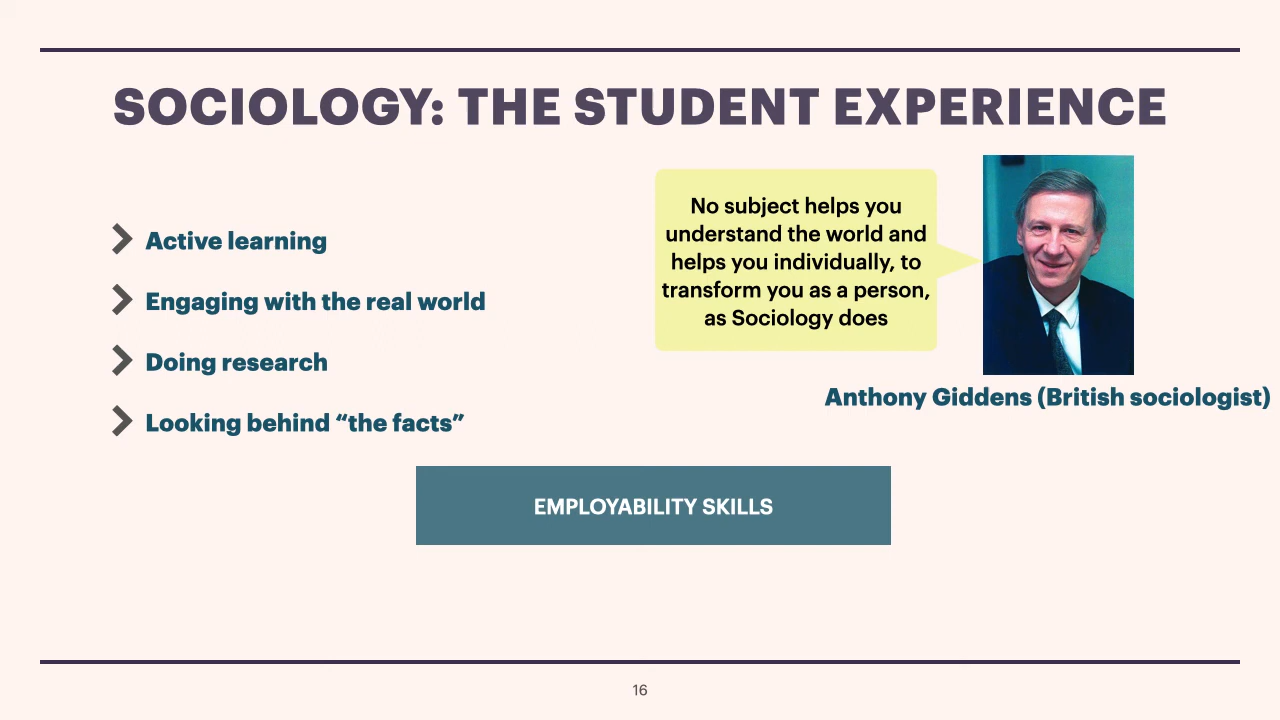 SOCIOLOGY: THE STUDENT EXPERIENCE
Active learning
Engaging with the real world
Doing research
Looking behind “the facts”
No subject helps you
understand the world and
helps you individually, to
transform you as a person,
as Sociology does
Anthony Giddens (British sociologist)
EMPLOYABILITY SKILLS
16